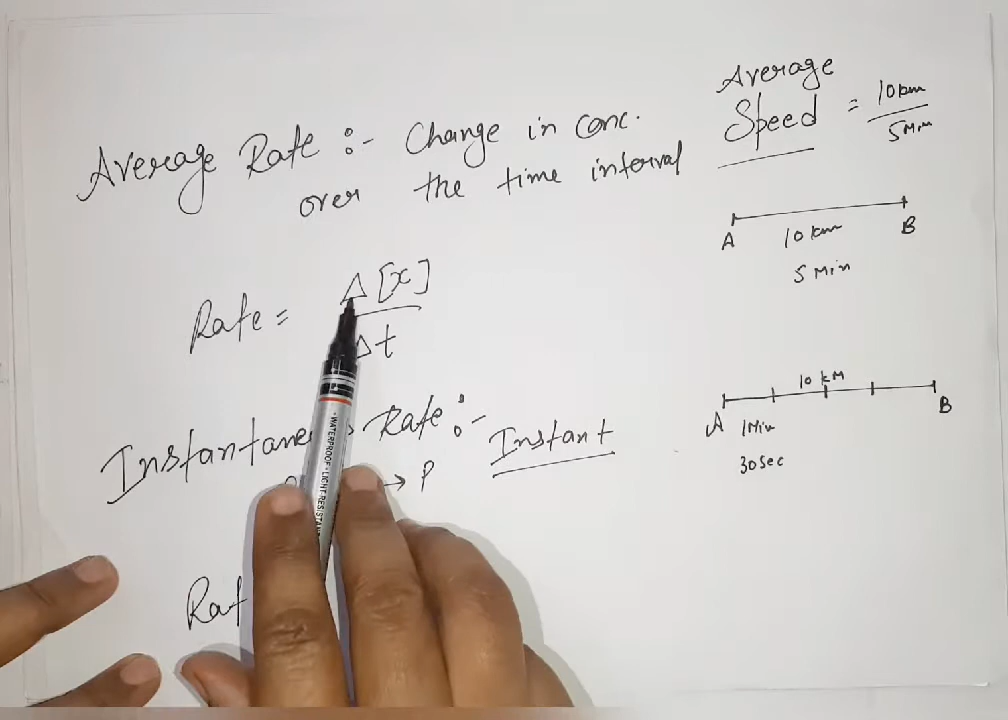 Average Rate :- Change in conc.
over the time interval
Rate = Δ[x]
Δt
Rate :- Instant
→ P
Average
Speed = 10km
5Min
A 10 km B
5 Min
10 KM
A 1Min B
30Sec
WATERPROOF·LIGHT-RESISTA